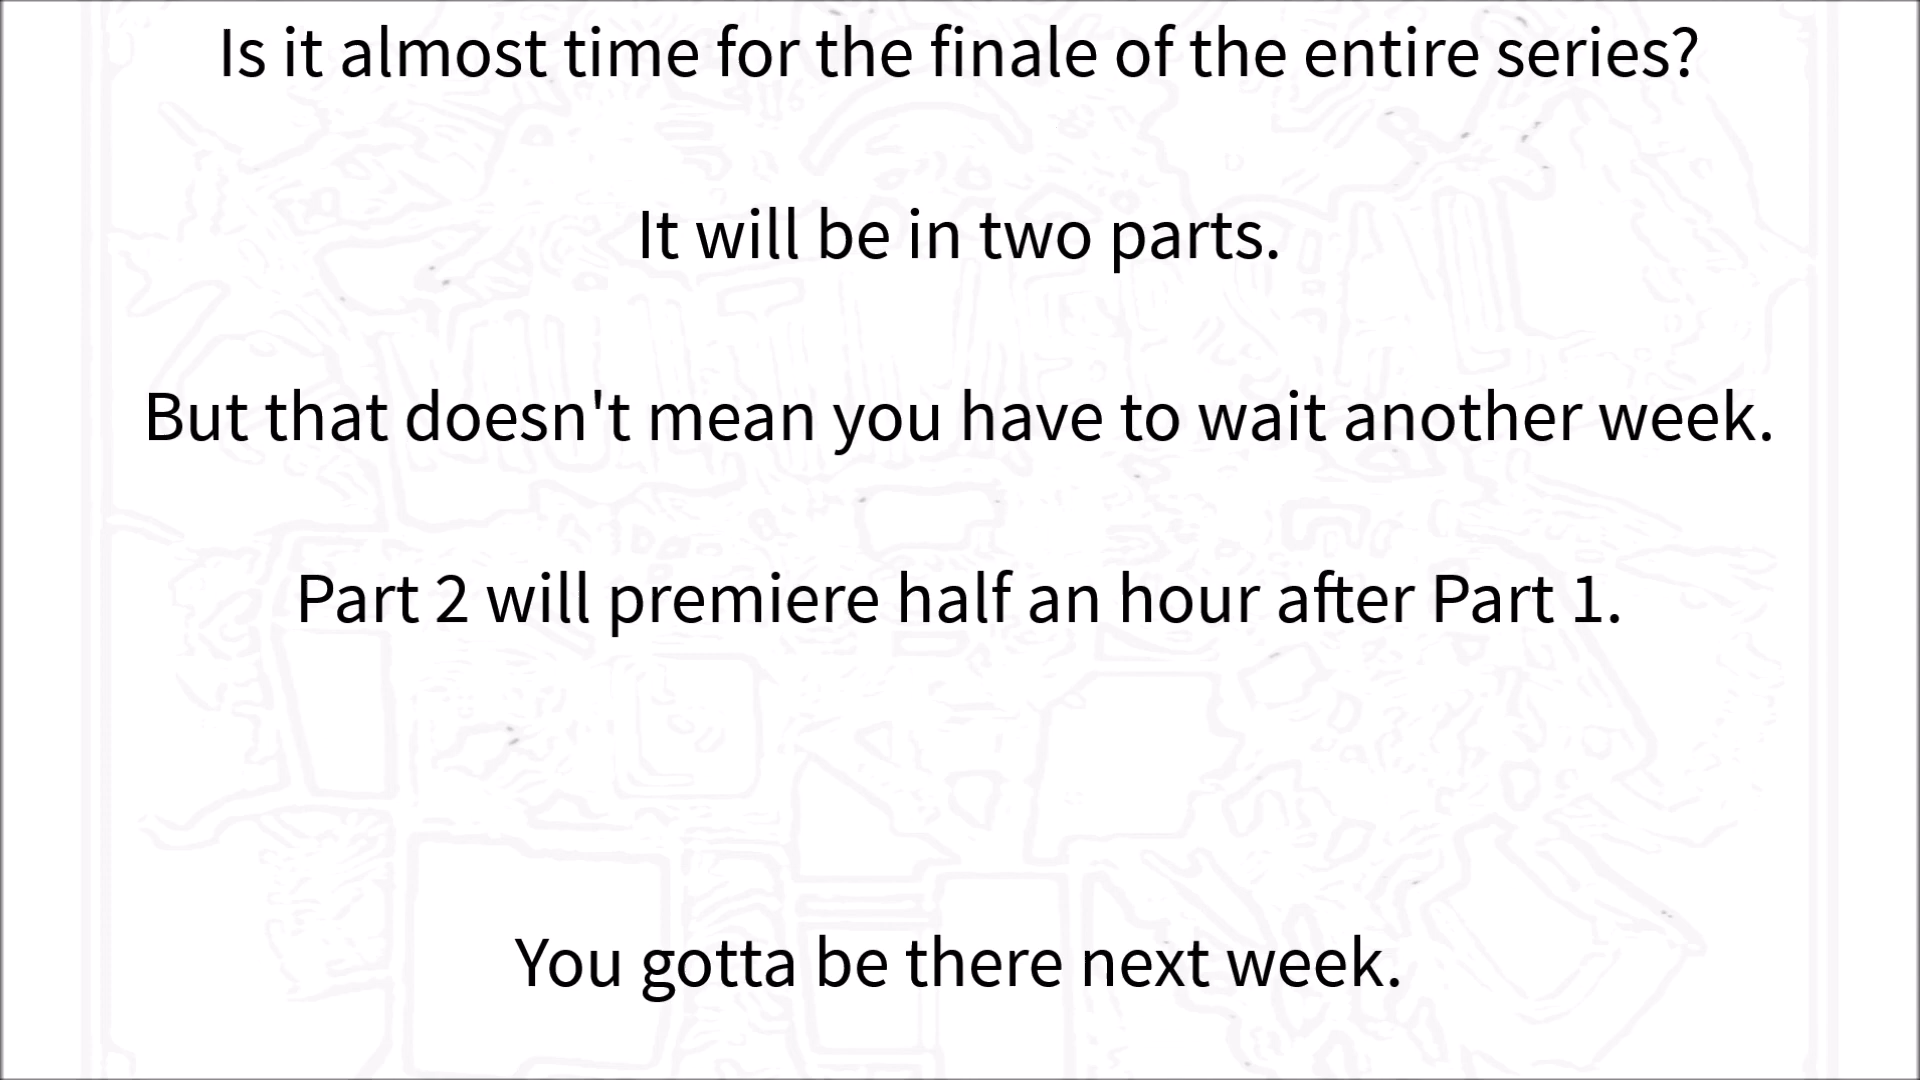 Is it almost time for the finale of the entire series?
It will be in two parts.
But that doesn't mean you have to wait another week.
Part 2 will premiere half an hour after Part 1.
You gotta be there next week.